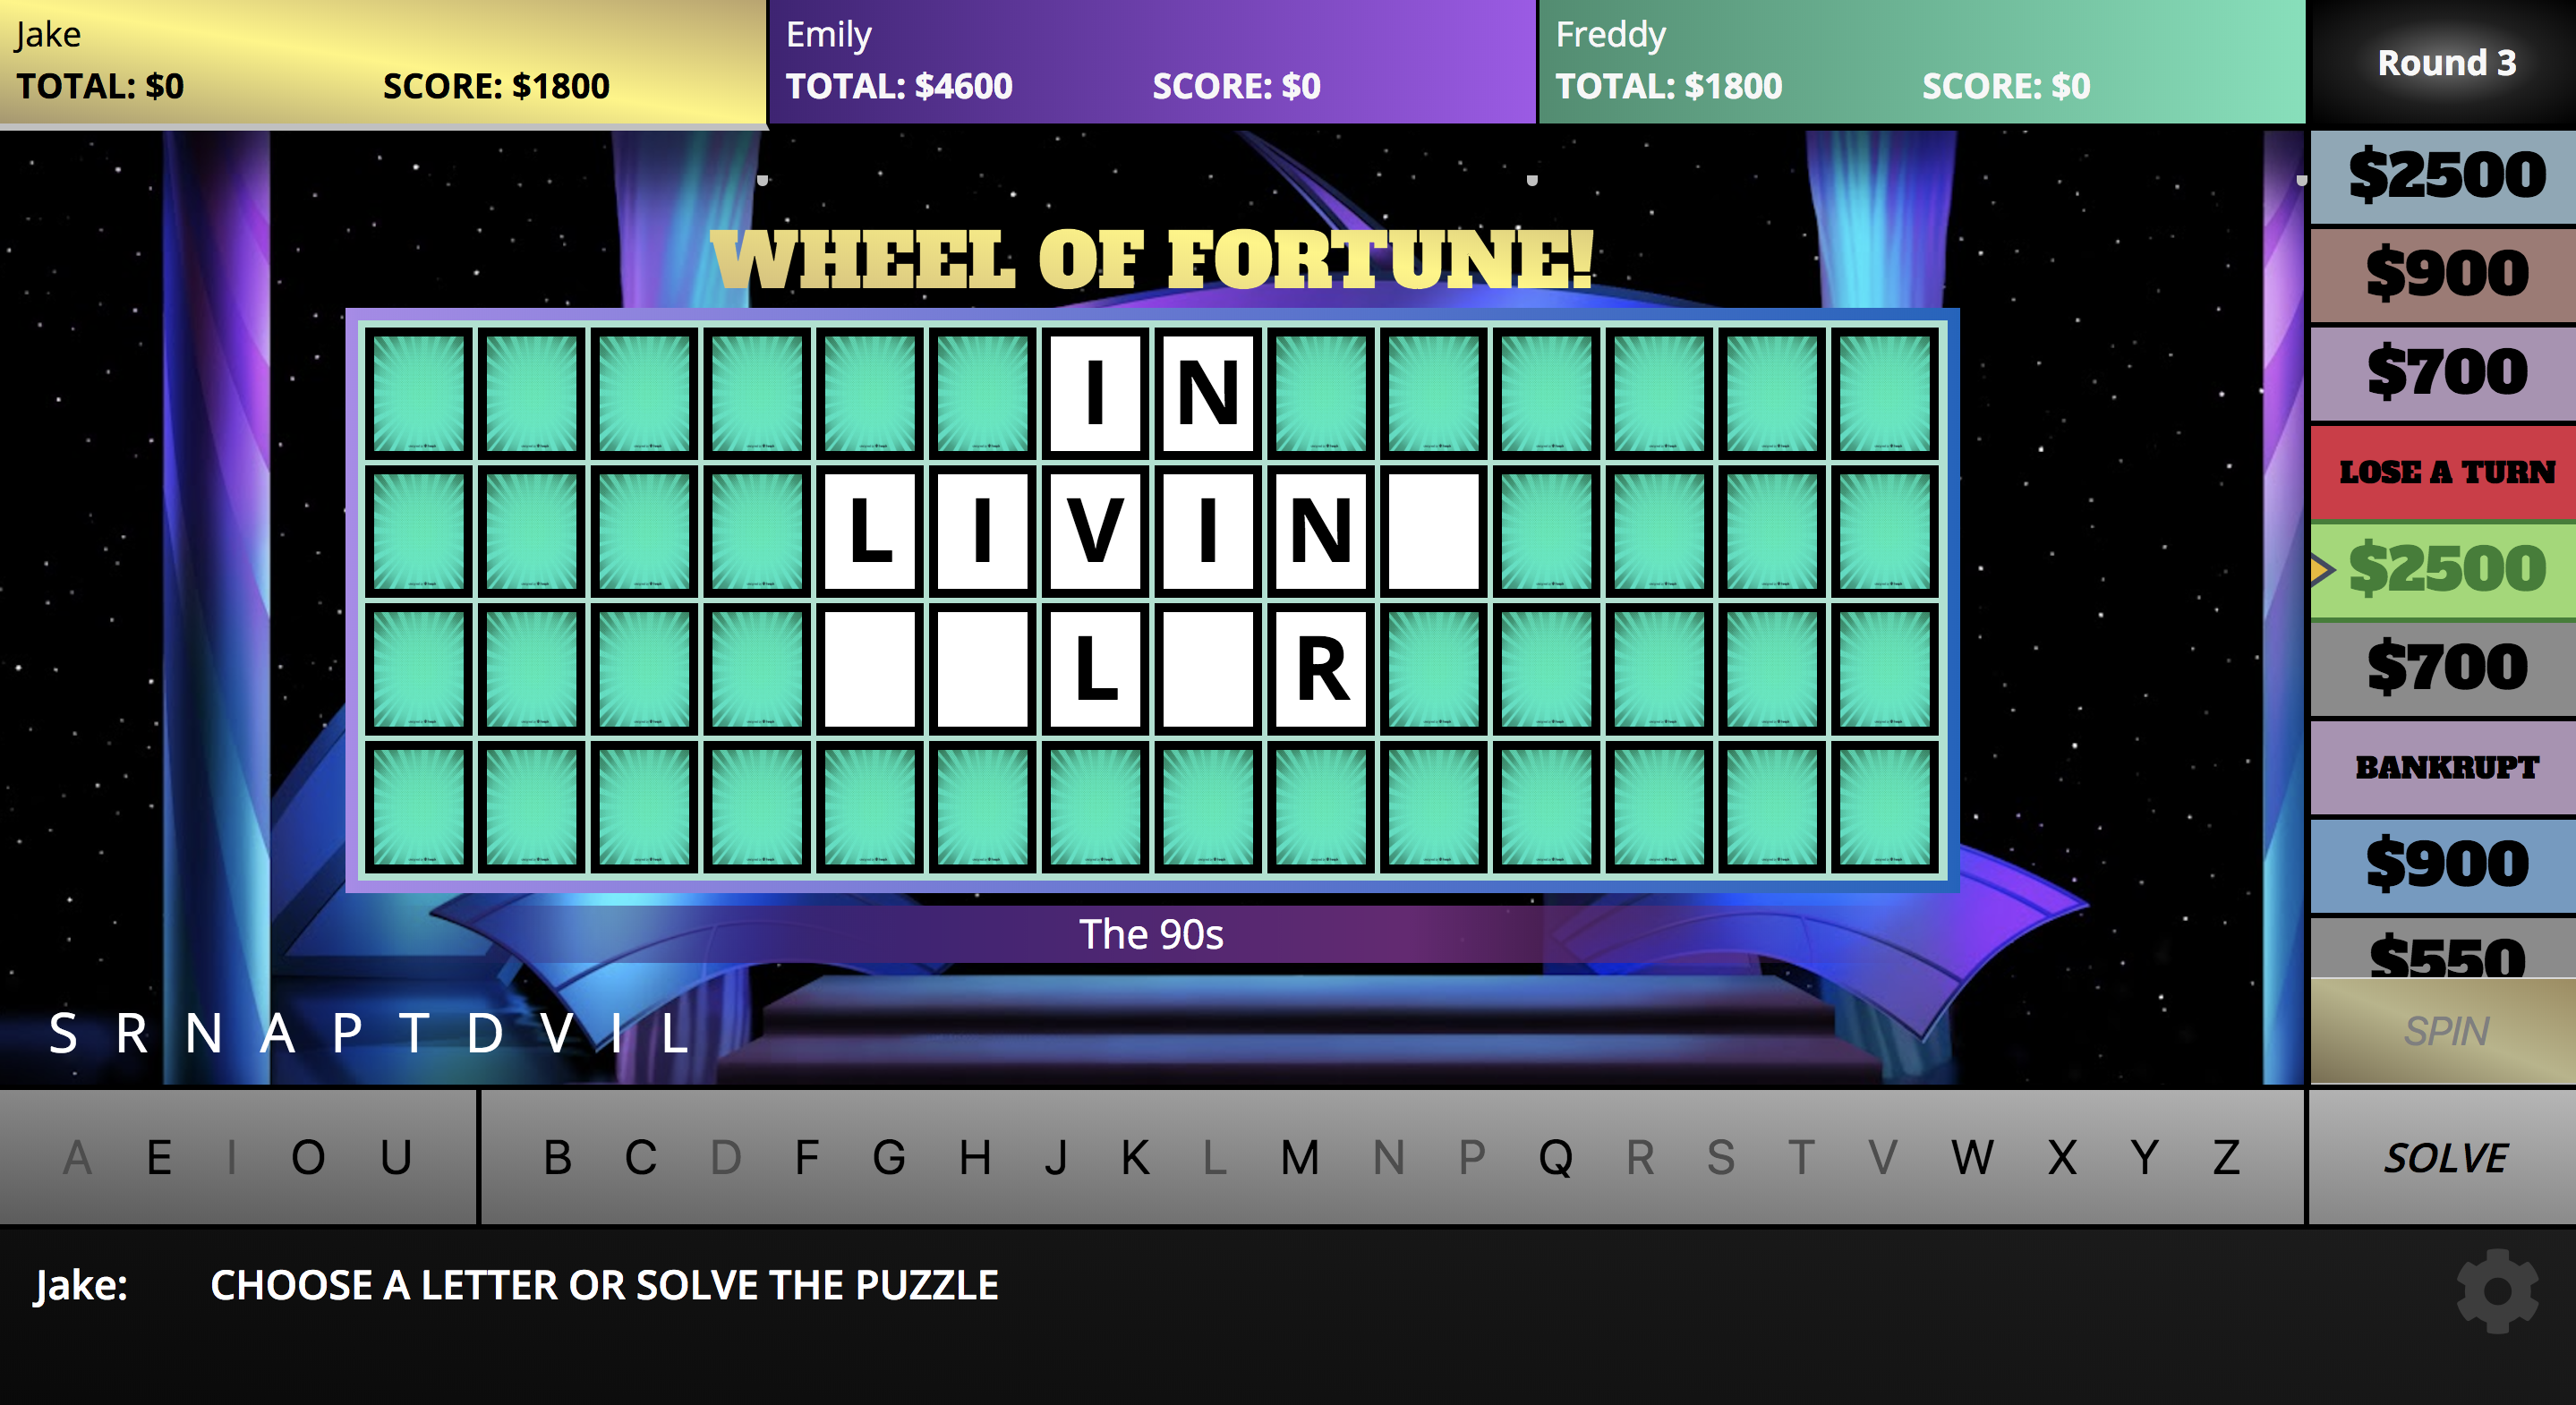 Jake
TOTAL: $0 SCORE: $1800
Emily
TOTAL: $4600 SCORE: $0
Freddy
TOTAL: $1800 SCORE: $0
Round 3
WHEEL OF FORTUNE!
I N
L I V I N
L R
The 90s
S R N A P T D V I L
$2500
$900
$700
LOSE A TURN
$2500
$700
BANKRUPT
$900
$550
SPIN
A E I O U B C D F G H J K L M N P Q R S T V W X Y Z
SOLVE
Jake: CHOOSE A LETTER OR SOLVE THE PUZZLE